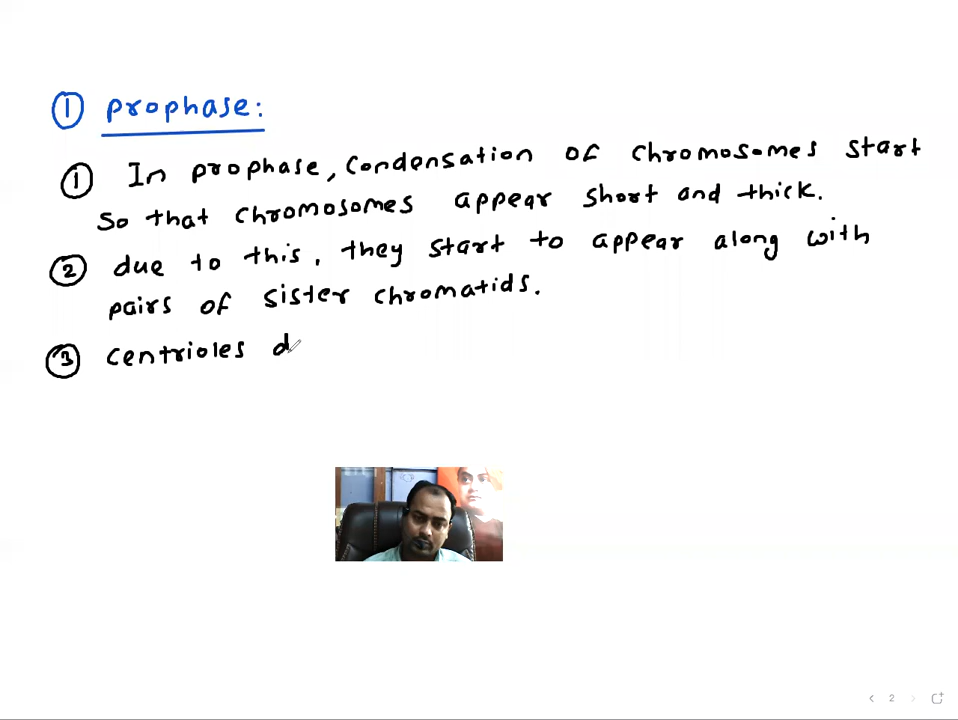 ① prophase:
① In prophase, condensation of chromosomes start
so that chromosomes appear short and thick.
② due to this, they start to appear along with
pairs of sister chromatids.
③ centrioles d
2